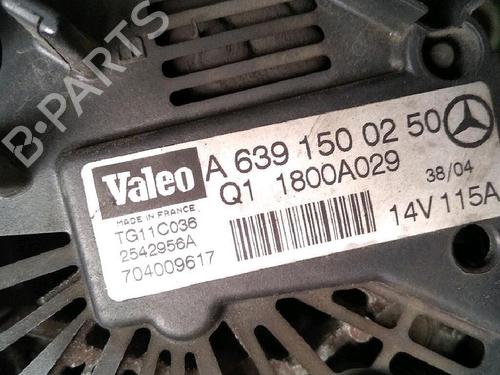 B-PARTS
Valeo
A 639 150 02 50
Q1 1800A029
38/04
MADE IN FRANCE
TG11C036
2542956A
704009617
14V 115A